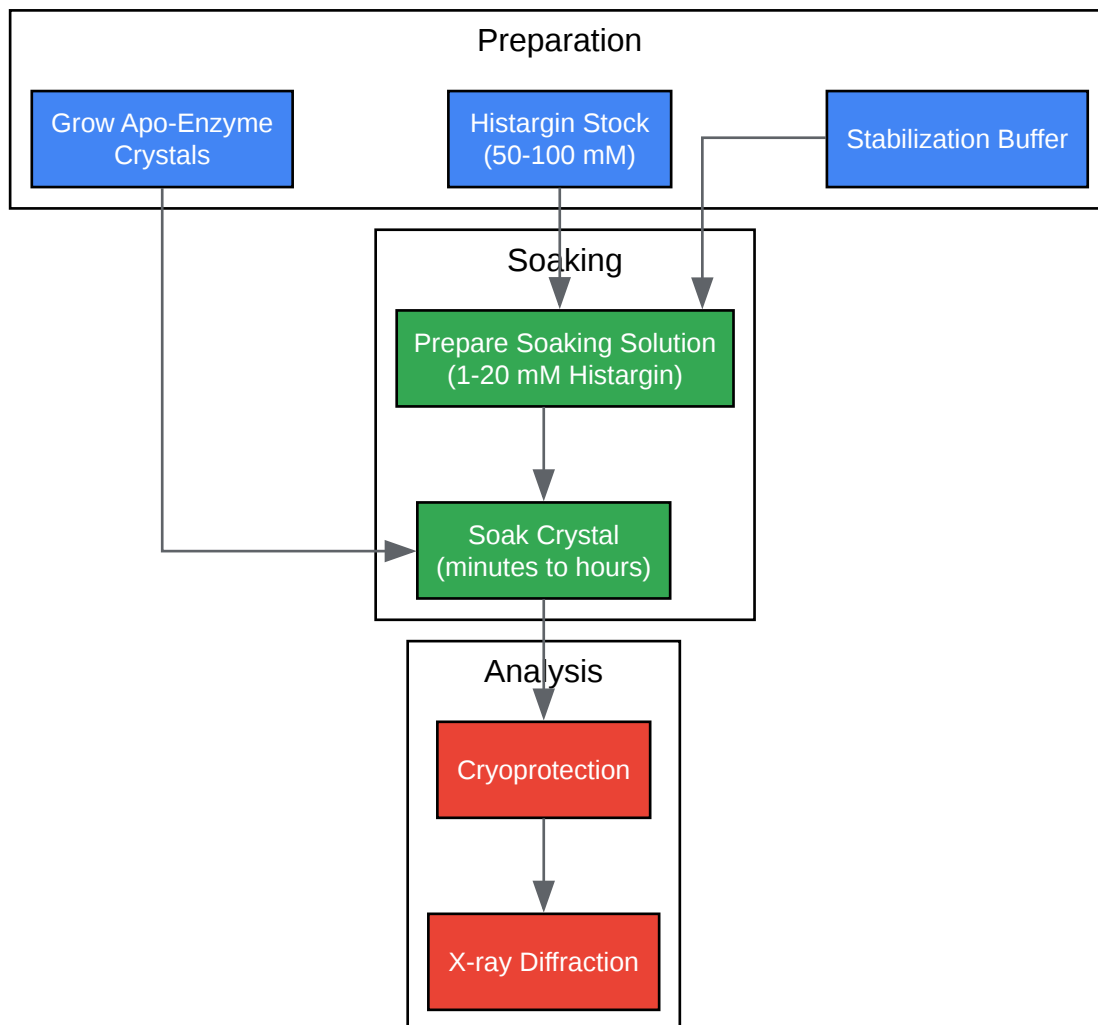 Preparation
Grow Apo-Enzyme
Crystals
Histargin Stock
(50-100 mM)
Stabilization Buffer
Soaking
Prepare Soaking Solution
(1-20 mM Histargin)
Soak Crystal
(minutes to hours)
Analysis
Cryoprotection
X-ray Diffraction